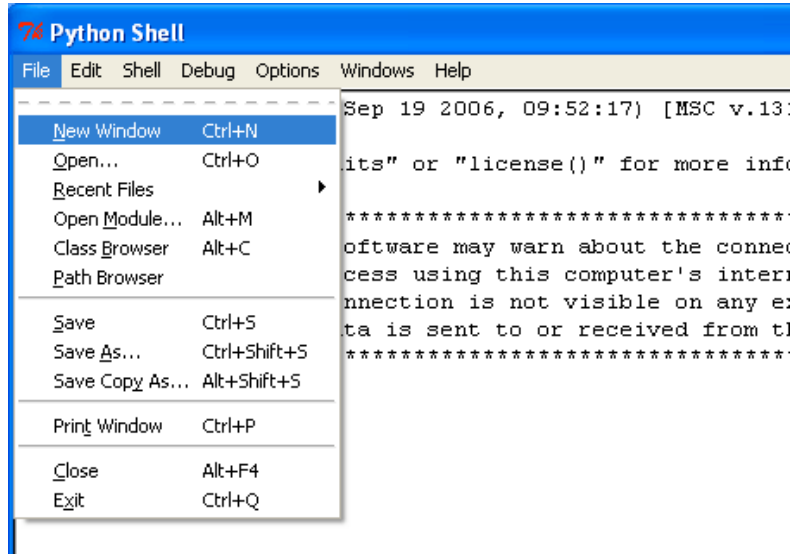 Python Shell
File Edit Shell Debug Options Windows Help
Sep 19 2006, 09:52:17) [MSC v.131
New Window Ctrl+N
Open... Ctrl+O
its" or "license()" for more info
Recent Files
Open Module... Alt+M
*********************************
Class Browser Alt+C
oftware may warn about the connec
Path Browser
cess using this computer's intern
nnection is not visible on any ex
Save Ctrl+S
ta is sent to or received from th
Save As... Ctrl+Shift+S
*********************************
Save Copy As... Alt+Shift+S
Print Window Ctrl+P
Close Alt+F4
Exit Ctrl+Q